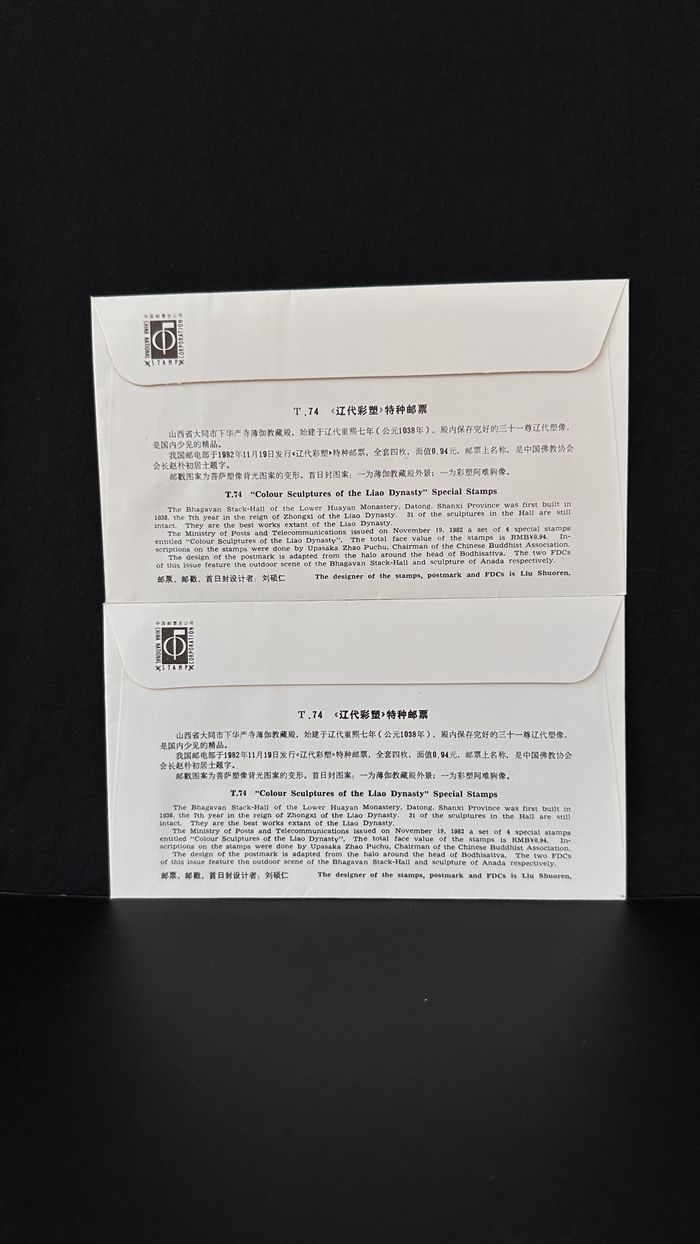 中国邮票总公司
CHINA NATIONAL
STAMP
CORPORATION
T.74 《辽代彩塑》特种邮票
山西省大同市下华严寺薄伽教藏殿，始建于辽代重熙七年（公元1038年），殿内保存完好的三十一尊辽代塑像，
是国内少见的精品。
我国邮电部于1982年11月19日发行《辽代彩塑》特种邮票，全套四枚，面值0.94元，邮票上名称，是中国佛教协会
会长赵朴初居士题字。
邮戳图案为菩萨塑像背光图案的变形。首日封图案：一为薄伽教藏殿外景；一为彩塑阿难胸像。
T.74 "Colour Sculptures of the Liao Dynasty" Special Stamps
The Bhagavan Stack-Hall of the Lower Huayan Monastery, Datong, Shanxi Province was first built in
1038, the 7th year in the reign of Zhongxi of the Liao Dynasty. 31 of the sculptures in the Hall are still
intact. They are the best works extant of the Liao Dynasty.
The Ministry of Posts and Telecommunications issued on November 19, 1982 a set of 4 special stamps
entitled "Colour Sculptures of the Liao Dynasty". The total face value of the stamps is RMB¥0.94. In-
scriptions on the stamps were done by Upasaka Zhao Puchu, Chairman of the Chinese Buddhist Association.
The design of the postmark is adapted from the halo around the head of Bodhisattva. The two FDCs
of this issue feature the outdoor scene of the Bhagavan Stack-Hall and sculpture of Anada respectively.
邮票、邮戳、首日封设计者：刘硕仁 The designer of the stamps, postmark and FDCs is Liu Shuoren.
中国邮票总公司
CHINA NATIONAL
STAMP
CORPORATION
T.74 《辽代彩塑》特种邮票
山西省大同市下华严寺薄伽教藏殿，始建于辽代重熙七年（公元1038年），殿内保存完好的三十一尊辽代塑像，
是国内少见的精品。
我国邮电部于1982年11月19日发行《辽代彩塑》特种邮票，全套四枚，面值0.94元，邮票上名称，是中国佛教协会
会长赵朴初居士题字。
邮戳图案为菩萨塑像背光图案的变形。首日封图案：一为薄伽教藏殿外景；一为彩塑阿难胸像。
T.74 "Colour Sculptures of the Liao Dynasty" Special Stamps
The Bhagavan Stack-Hall of the Lower Huayan Monastery, Datong, Shanxi Province was first built in
1038, the 7th year in the reign of Zhongxi of the Liao Dynasty. 31 of the sculptures in the Hall are still
intact. They are the best works extant of the Liao Dynasty.
The Ministry of Posts and Telecommunications issued on November 19, 1982 a set of 4 special stamps
entitled "Colour Sculptures of the Liao Dynasty". The total face value of the stamps is RMB¥0.94. In-
scriptions on the stamps were done by Upasaka Zhao Puchu, Chairman of the Chinese Buddhist Association.
The design of the postmark is adapted from the halo around the head of Bodhisattva. The two FDCs
of this issue feature the outdoor scene of the Bhagavan Stack-Hall and sculpture of Anada respectively.
邮票、邮戳、首日封设计者：刘硕仁 The designer of the stamps, postmark and FDCs is Liu Shuoren.